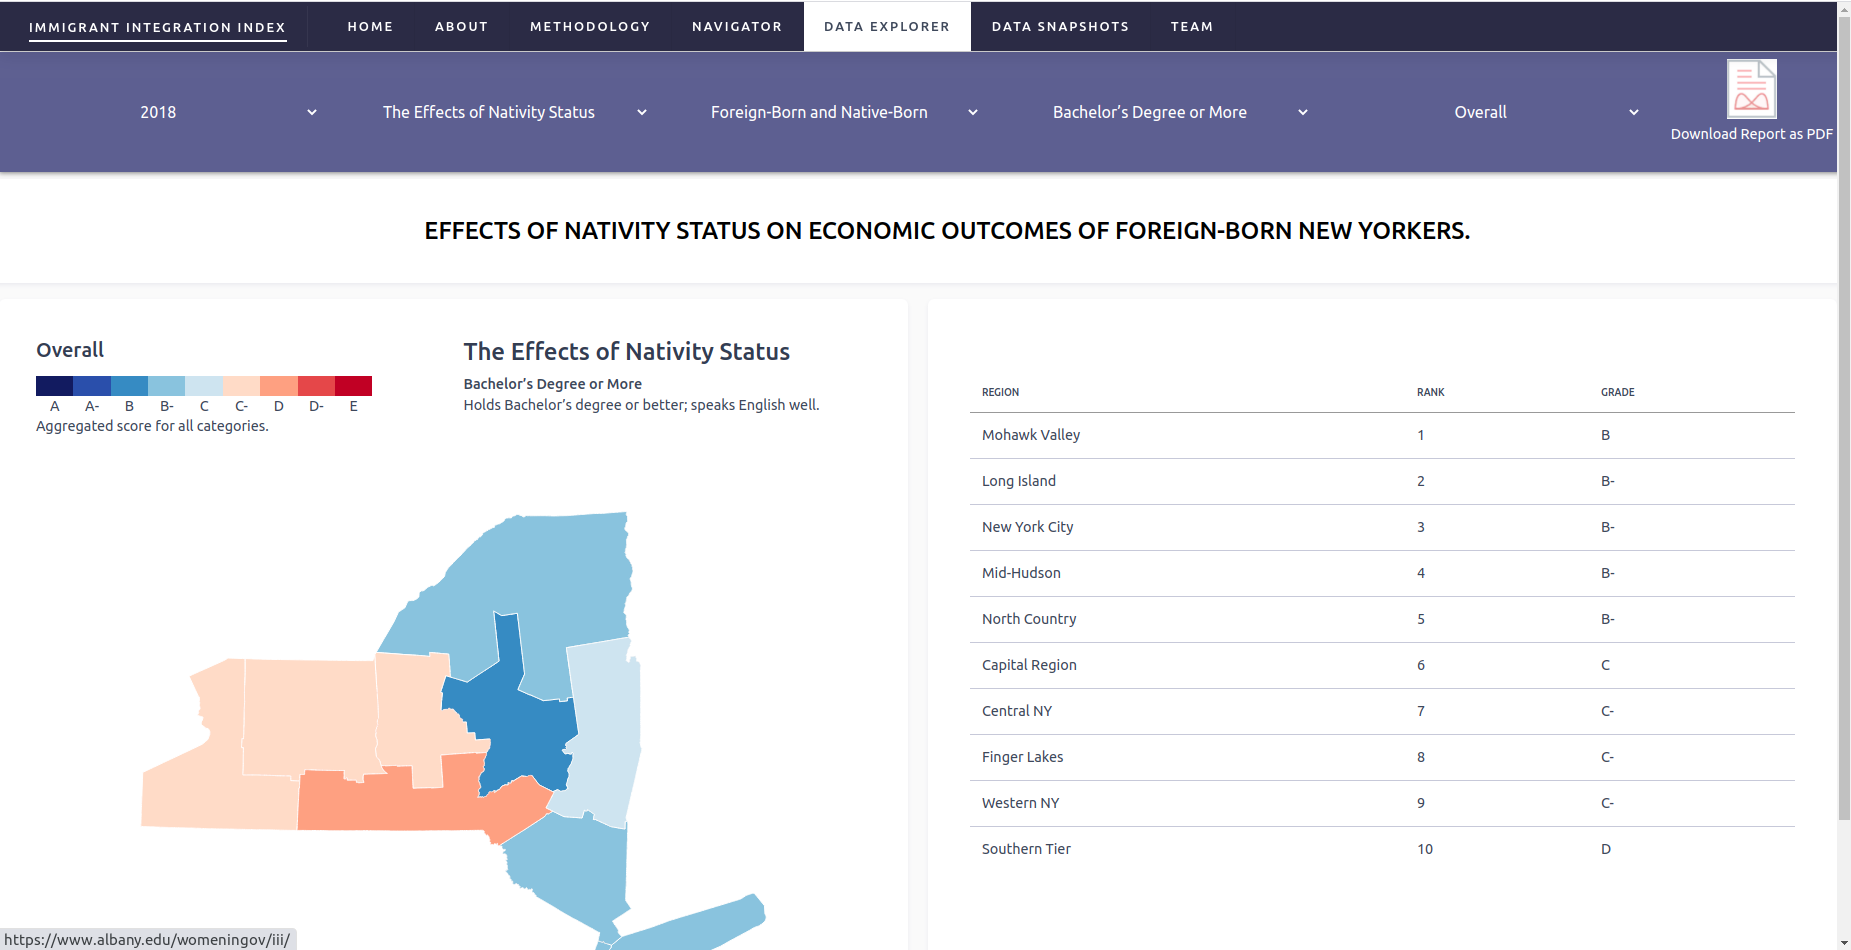 IMMIGRANT INTEGRATION INDEX HOME ABOUT METHODOLOGY NAVIGATOR DATA EXPLORER DATA SNAPSHOTS TEAM
2018 The Effects of Nativity Status Foreign-Born and Native-Born Bachelor’s Degree or More Overall
Download Report as PDF
EFFECTS OF NATIVITY STATUS ON ECONOMIC OUTCOMES OF FOREIGN-BORN NEW YORKERS.
Overall
A A- B B- C C- D D- E
Aggregated score for all categories.
The Effects of Nativity Status
Bachelor’s Degree or More
Holds Bachelor’s degree or better; speaks English well.
REGION RANK GRADE
Mohawk Valley 1 B
Long Island 2 B-
New York City 3 B-
Mid-Hudson 4 B-
North Country 5 B-
Capital Region 6 C
Central NY 7 C-
Finger Lakes 8 C-
Western NY 9 C-
Southern Tier 10 D
https://www.albany.edu/womeningov/iii/